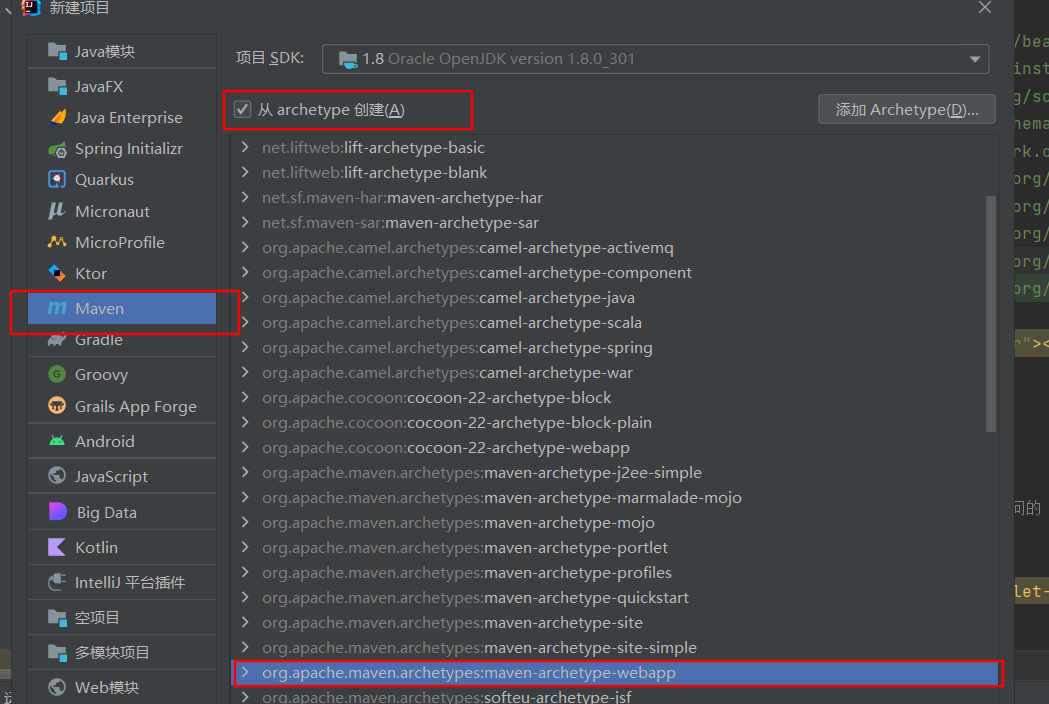 新建项目
Java模块
JavaFX
Java Enterprise
Spring Initializr
Quarkus
Micronaut
MicroProfile
Ktor
Maven
Gradle
Groovy
Grails App Forge
Android
JavaScript
Big Data
Kotlin
IntelliJ 平台插件
空项目
多模块项目
Web模块
项目 SDK:
1.8 Oracle OpenJDK version 1.8.0_301
从 archetype 创建(A)
添加 Archetype(D)...
net.liftweb:lift-archetype-basic
net.liftweb:lift-archetype-blank
net.sf.maven-har:maven-archetype-har
net.sf.maven-sar:maven-archetype-sar
org.apache.camel.archetypes:camel-archetype-activemq
org.apache.camel.archetypes:camel-archetype-component
org.apache.camel.archetypes:camel-archetype-java
org.apache.camel.archetypes:camel-archetype-scala
org.apache.camel.archetypes:camel-archetype-spring
org.apache.camel.archetypes:camel-archetype-war
org.apache.cocoon:cocoon-22-archetype-block
org.apache.cocoon:cocoon-22-archetype-block-plain
org.apache.cocoon:cocoon-22-archetype-webapp
org.apache.maven.archetypes:maven-archetype-j2ee-simple
org.apache.maven.archetypes:maven-archetype-marmalade-mojo
org.apache.maven.archetypes:maven-archetype-mojo
org.apache.maven.archetypes:maven-archetype-portlet
org.apache.maven.archetypes:maven-archetype-profiles
org.apache.maven.archetypes:maven-archetype-quickstart
org.apache.maven.archetypes:maven-archetype-site
org.apache.maven.archetypes:maven-archetype-site-simple
org.apache.maven.archetypes:maven-archetype-webapp
org.apache.maven.archetypes:softeu-archetype-jsf
/bea
inst
g/sc
hema
rk.o
org/
org/
org/
org/
org/
r"><
问的
let-